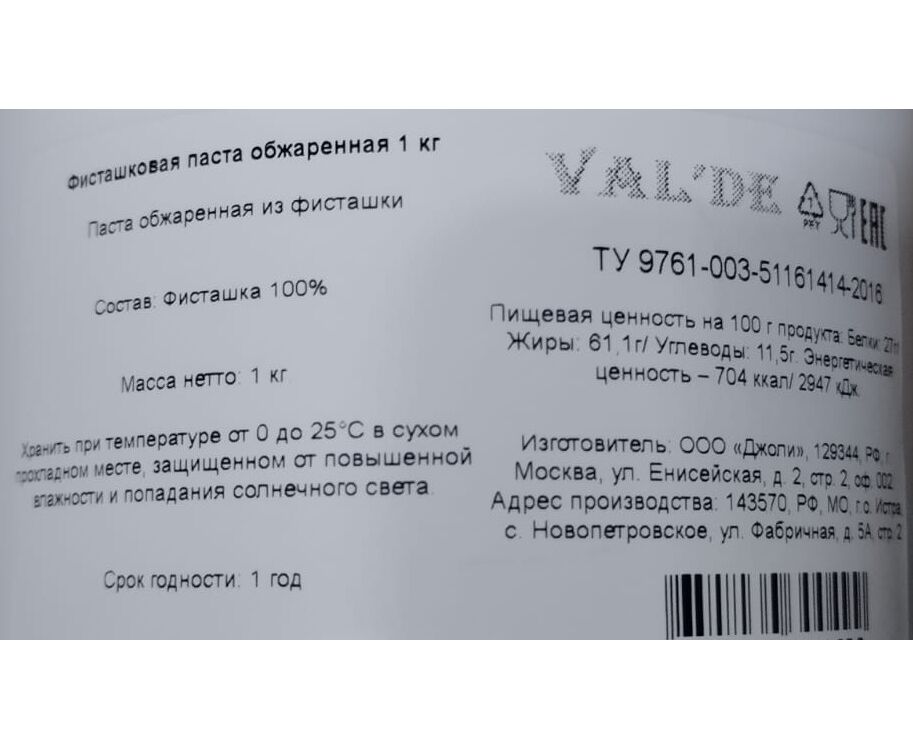 Фисташковая паста обжаренная 1 кг
Паста обжаренная из фисташки
Состав: Фисташка 100%
Масса нетто: 1 кг
Хранить при температуре от 0 до 25°С в сухом
прохладном месте, защищенном от повышенной
влажности и попадания солнечного света.
Срок годности: 1 год
VAL'DE
EAC
ТУ 9761-003-51161414-2016
Пищевая ценность на 100 г продукта: Белки: 27г/
Жиры: 61,1г/ Углеводы: 11,5г. Энергетическая
ценность – 704 ккал/ 2947 кДж.
Изготовитель: ООО «Джоли», 129344, РФ, г.
Москва, ул. Енисейская, д. 2, стр. 2, оф. 002
Адрес производства: 143570, РФ, МО, г.о. Истра,
с. Новопетровское, ул. Фабричная, д. 5А, стр. 2